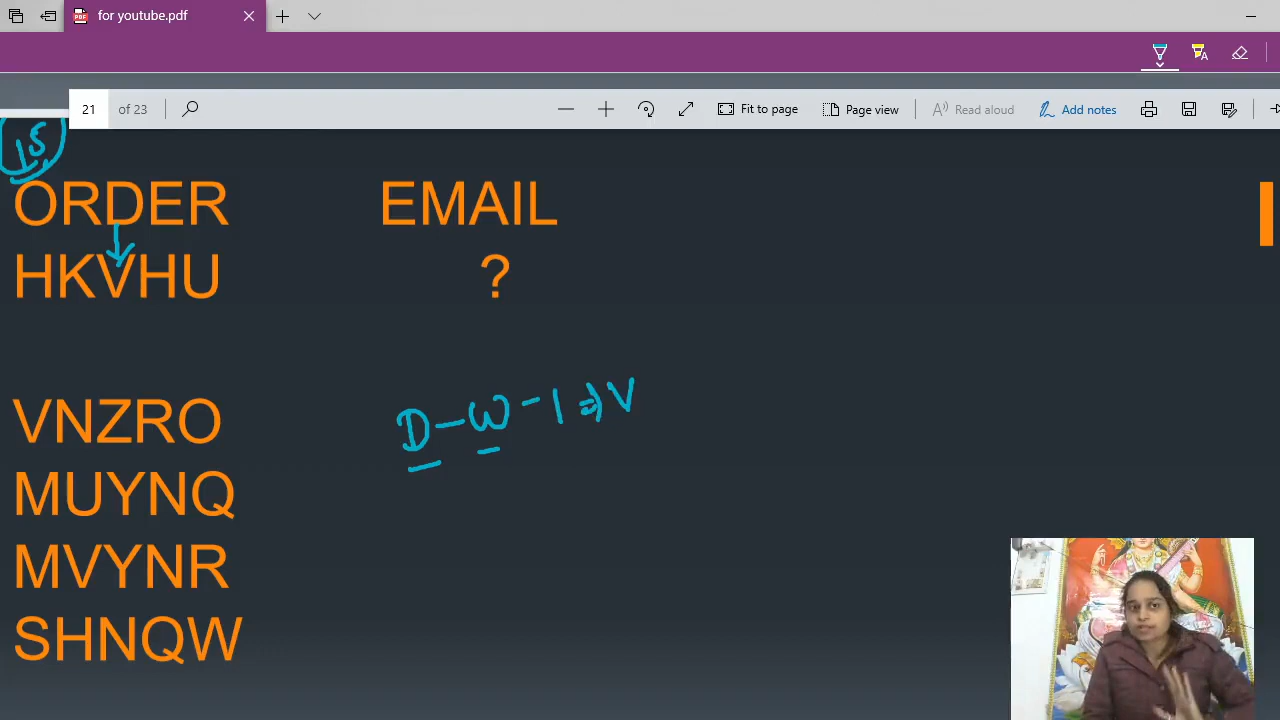 for youtube.pdf
21 of 23
Fit to page
Page view
Read aloud
Add notes
15
ORDER EMAIL
HKVHU ?
D - W - 1 ⇒ V
VNZRO
MUYNQ
MVYNR
SHNQW